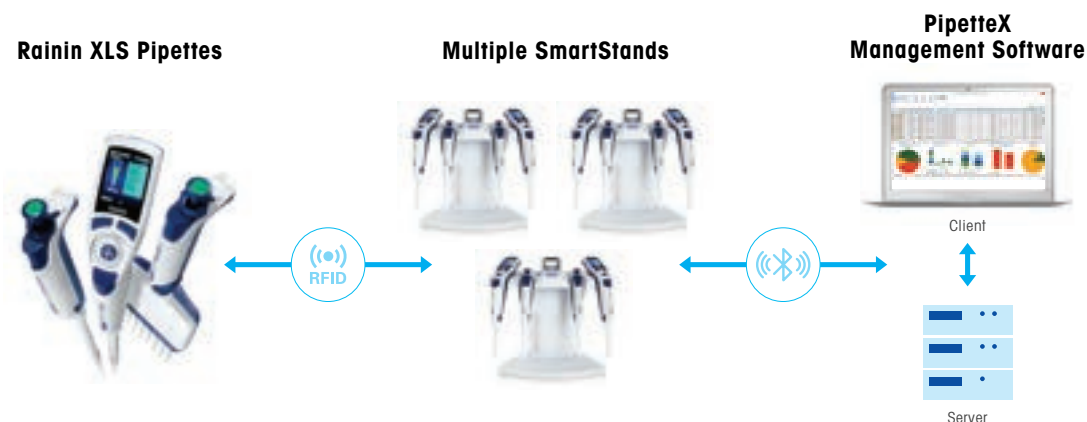 Rainin XLS Pipettes
Multiple SmartStands
PipetteX
Management Software
RFID
Client
Server